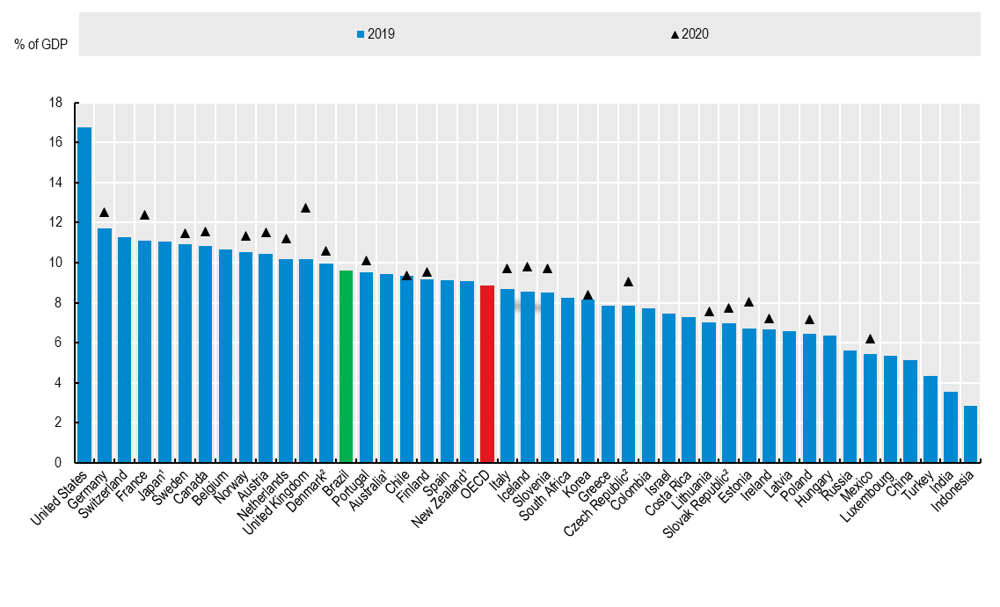 % of GDP
2019
2020
18
16
14
12
10
8
6
4
2
0
United States
Germany
Switzerland
France
Japan¹
Sweden
Canada
Belgium
Norway
Austria
Netherlands
United Kingdom
Denmark²
Brazil
Portugal
Australia¹
Chile
Finland
Spain
New Zealand¹
OECD
Italy
Iceland
Slovenia
South Africa
Korea
Greece
Czech Republic²
Colombia
Israel
Costa Rica
Lithuania
Slovak Republic²
Estonia
Ireland
Latvia
Poland
Hungary
Russia
Mexico
Luxembourg
China
Turkey
India
Indonesia